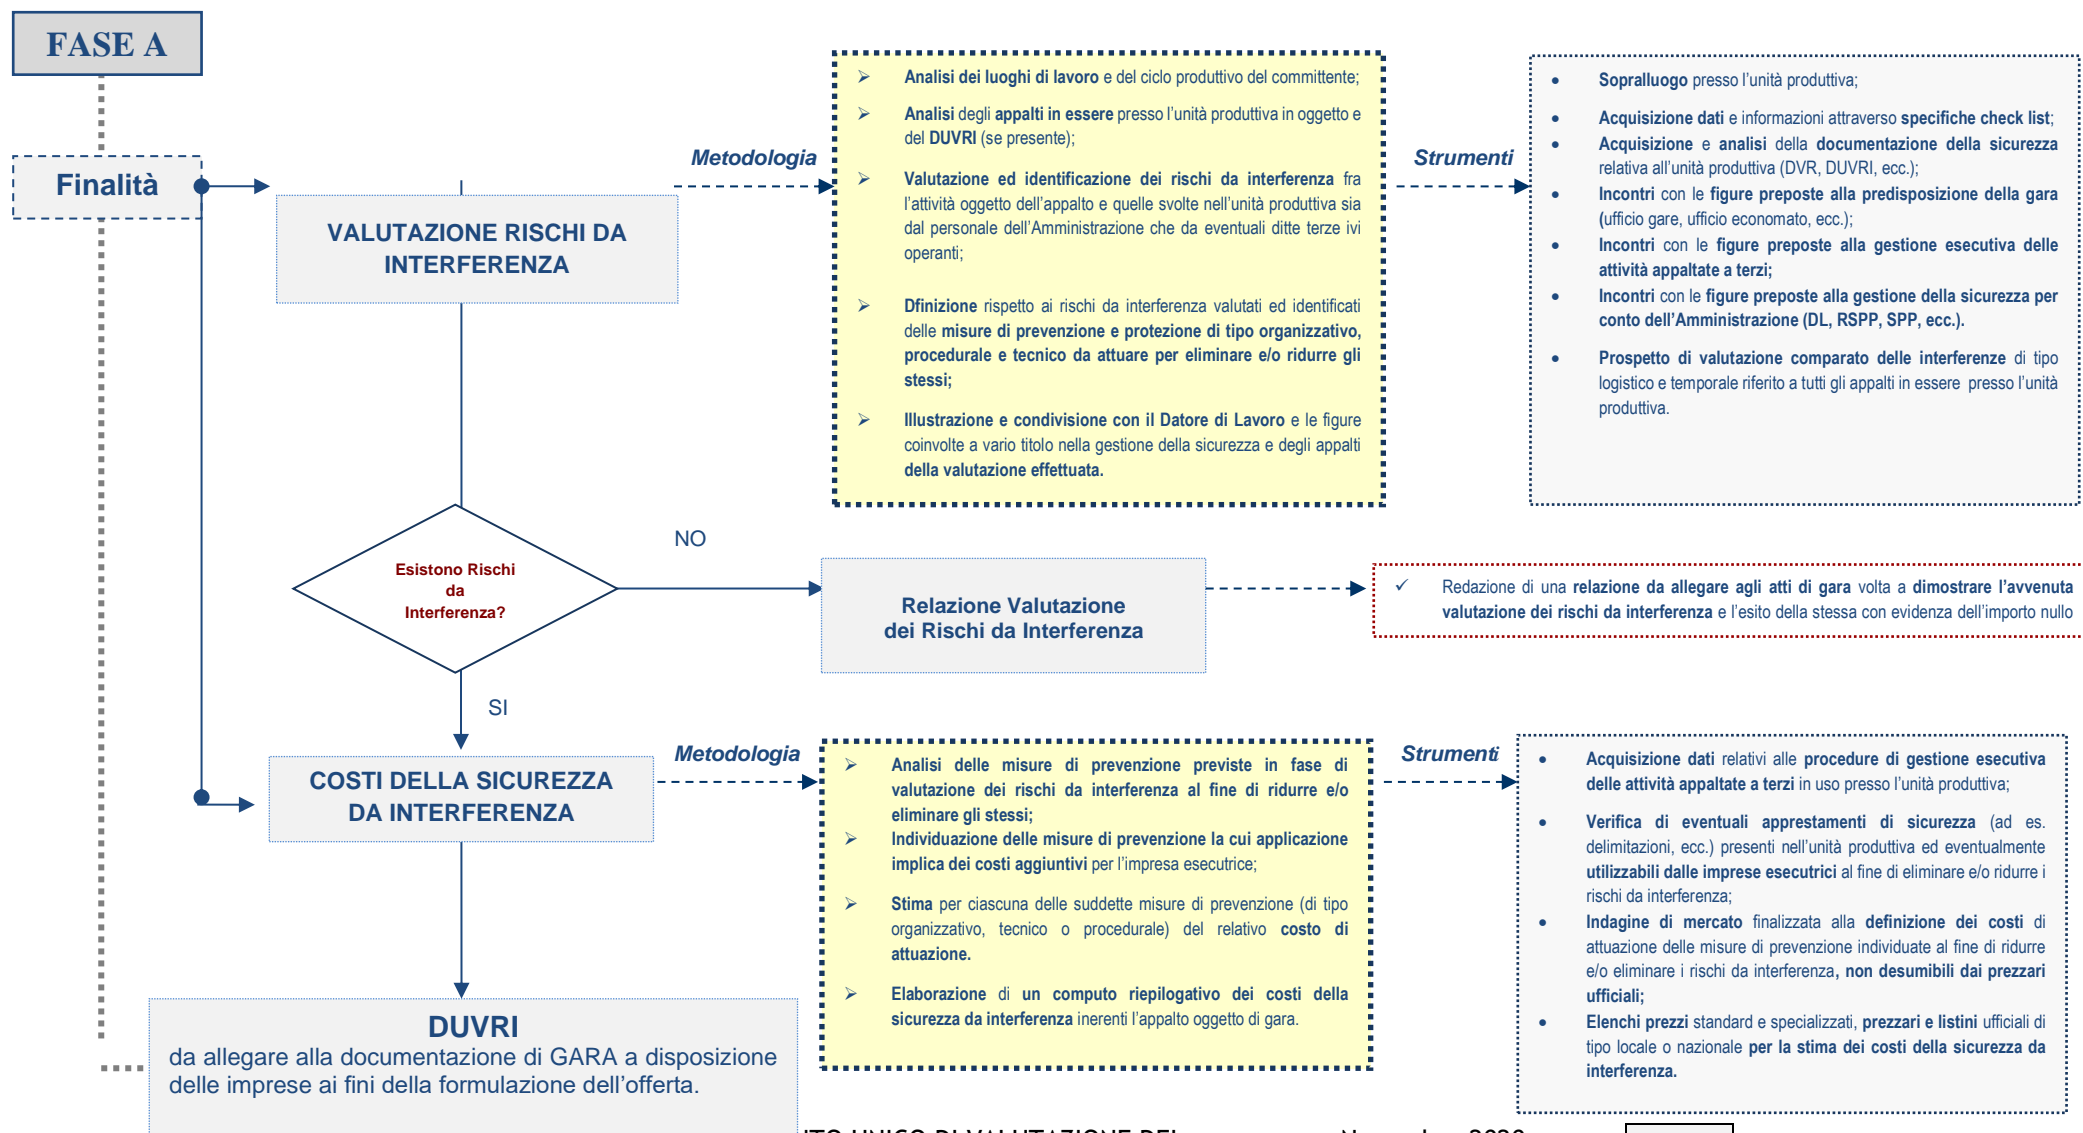 FASE A
Finalità
VALUTAZIONE RISCHI DA
INTERFERENZA
Metodologia
➢ Analisi dei luoghi di lavoro e del ciclo produttivo del committente;
➢ Analisi degli appalti in essere presso l'unità produttiva in oggetto e
del DUVRI (se presente);
➢ Valutazione ed identificazione dei rischi da interferenza fra
l'attività oggetto dell'appalto e quelle svolte nell'unità produttiva sia
dal personale dell'Amministrazione che da eventuali ditte terze ivi
operanti;
➢ Dfinizione rispetto ai rischi da interferenza valutati ed identificati
delle misure di prevenzione e protezione di tipo organizzativo,
procedurale e tecnico da attuare per eliminare e/o ridurre gli
stessi;
➢ Illustrazione e condivisione con il Datore di Lavoro e le figure
coinvolte a vario titolo nella gestione della sicurezza e degli appalti
della valutazione effettuata.
Strumenti
• Sopralluogo presso l'unità produttiva;
• Acquisizione dati e informazioni attraverso specifiche check list;
• Acquisizione e analisi della documentazione della sicurezza
relativa all'unità produttiva (DVR, DUVRI, ecc.);
• Incontri con le figure preposte alla predisposizione della gara
(ufficio gare, ufficio economato, ecc.);
• Incontri con le figure preposte alla gestione esecutiva delle
attività appaltate a terzi;
• Incontri con le figure preposte alla gestione della sicurezza per
conto dell'Amministrazione (DL, RSPP, SPP, ecc.).
• Prospetto di valutazione comparato delle interferenze di tipo
logistico e temporale riferito a tutti gli appalti in essere presso l'unità
produttiva.
Esistono Rischi
da
Interferenza?
NO
Relazione Valutazione
dei Rischi da Interferenza
✓ Redazione di una relazione da allegare agli atti di gara volta a dimostrare l'avvenuta
valutazione dei rischi da interferenza e l'esito della stessa con evidenza dell'importo nullo
SI
COSTI DELLA SICUREZZA
DA INTERFERENZA
Metodologia
➢ Analisi delle misure di prevenzione previste in fase di
valutazione dei rischi da interferenza al fine di ridurre e/o
eliminare gli stessi;
➢ Individuazione delle misure di prevenzione la cui applicazione
implica dei costi aggiuntivi per l'impresa esecutrice;
➢ Stima per ciascuna delle suddette misure di prevenzione (di tipo
organizzativo, tecnico o procedurale) del relativo costo di
attuazione.
➢ Elaborazione di un computo riepilogativo dei costi della
sicurezza da interferenza inerenti l'appalto oggetto di gara.
Strumenti
• Acquisizione dati relativi alle procedure di gestione esecutiva
delle attività appaltate a terzi in uso presso l'unità produttiva;
• Verifica di eventuali apprestamenti di sicurezza (ad es.
delimitazioni, ecc.) presenti nell'unità produttiva ed eventualmente
utilizzabili dalle imprese esecutrici al fine di eliminare e/o ridurre i
rischi da interferenza;
• Indagine di mercato finalizzata alla definizione dei costi di
attuazione delle misure di prevenzione individuate al fine di ridurre
e/o eliminare i rischi da interferenza, non desumibili dai prezzari
ufficiali;
• Elenchi prezzi standard e specializzati, prezzari e listini ufficiali di
tipo locale o nazionale per la stima dei costi della sicurezza da
interferenza.
DUVRI
da allegare alla documentazione di GARA a disposizione
delle imprese ai fini della formulazione dell'offerta.
UNICO DI VALUTAZIONE DEI